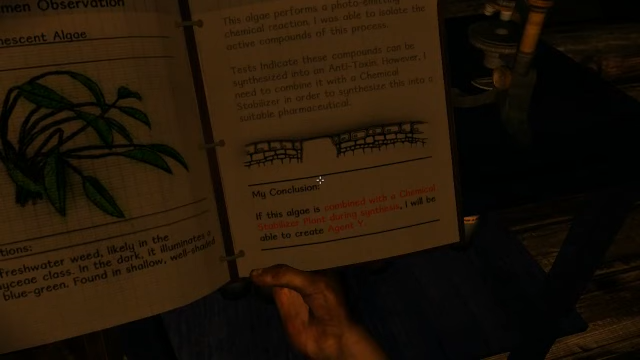 men Observation
nescent Algae
tions:
freshwater weed, likely in the
yceae class. In the dark, it illuminates a
blue-green. Found in shallow, well-shaded
This algae performs a photo-emitting
chemical reaction. I was able to isolate the
active compounds of this process.
Tests indicate these compounds can be
synthesized into an Anti-Toxin. However, I
need to combine it with a Chemical
Stabilizer in order to synthesize this into a
suitable pharmaceutical.
My Conclusion:
If this algae is combined with a Chemical
Stabilizer Plant during synthesis, I will be
able to create Agent Y.